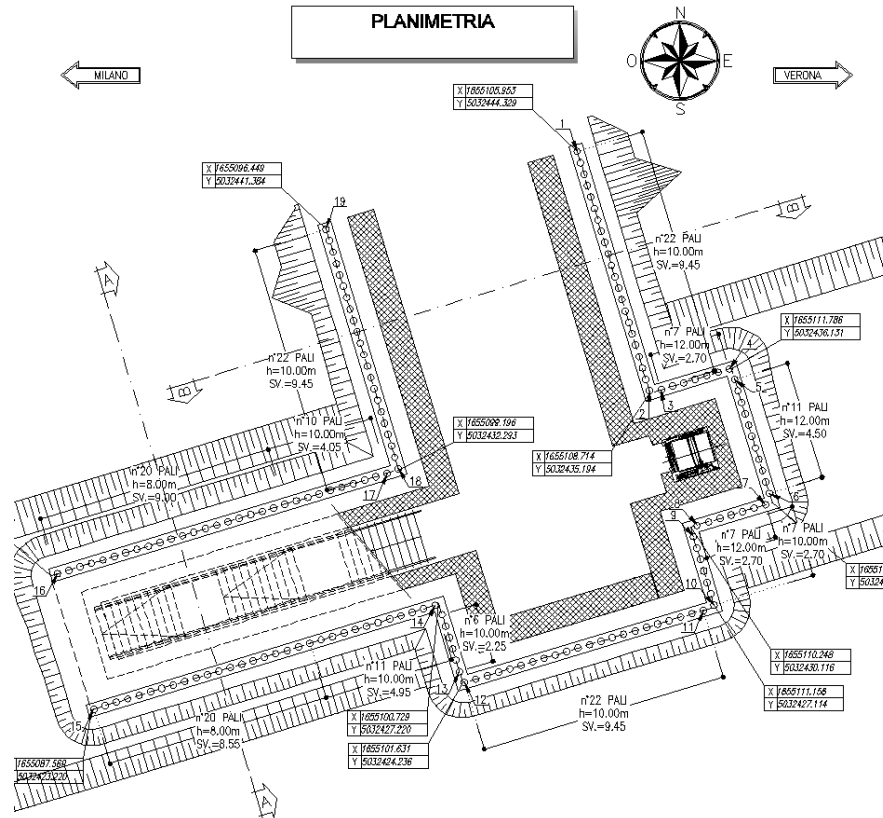 PLANIMETRIA
N
O
E
S
MILANO
VERONA
X 1655105.953
Y 5032444.329
1
X 1655096.449
Y 5032441.384
19
B
n°22 PALI
h=10.00m
SV.=9.45
A
X 1655111.786
Y 5032436.131
n°7 PALI
h=12.00m
SV.=2.70
4
n°22 PALI
h=10.00m
SV.=9.45
B
5
2
3
n°11 PALI
h=12.00m
SV.=4.50
n°10 PALI
h=10.00m
SV.=4.05
X 1655099.196
Y 5032432.293
X 1655108.714
Y 5032435.194
n°20 PALI
h=8.00m
SV.=9.00
17
18
7
6
8
9
n°7 PALI
h=12.00m
SV.=2.70
n°7 PALI
h=10.00m
SV.=2.70
16
X 16551
Y 50324
10
14
n°6 PALI
h=10.00m
SV.=2.25
11
X 1655110.248
Y 5032430.116
n°11 PALI
h=10.00m
SV.=4.95
13
12
X 1655111.158
Y 5032427.114
15
n°20 PALI
h=8.00m
SV.=8.55
X 1655100.729
Y 5032427.220
n°22 PALI
h=10.00m
SV.=9.45
X 1655101.631
Y 5032424.236
1655087.569
5032423.220
A